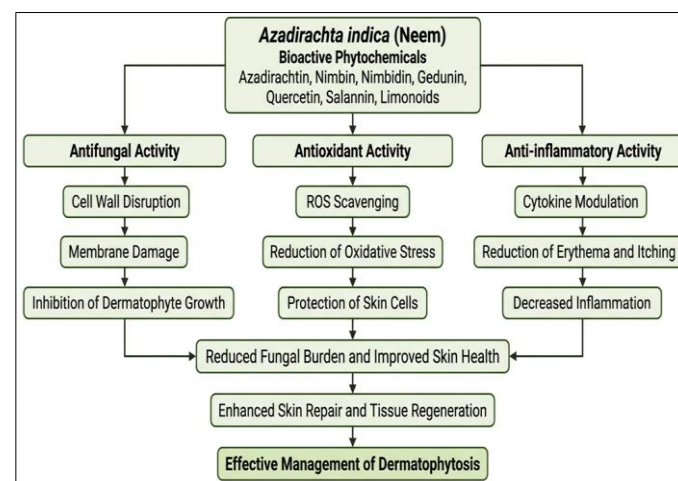 Azadirachta indica (Neem)
Bioactive Phytochemicals
Azadirachtin, Nimbin, Nimbidin, Gedunin,
Quercetin, Salannin, Limonoids
Antifungal Activity
Antioxidant Activity
Anti-inflammatory Activity
Cell Wall Disruption
ROS Scavenging
Cytokine Modulation
Membrane Damage
Reduction of Oxidative Stress
Reduction of Erythema and Itching
Inhibition of Dermatophyte Growth
Protection of Skin Cells
Decreased Inflammation
Reduced Fungal Burden and Improved Skin Health
Enhanced Skin Repair and Tissue Regeneration
Effective Management of Dermatophytosis